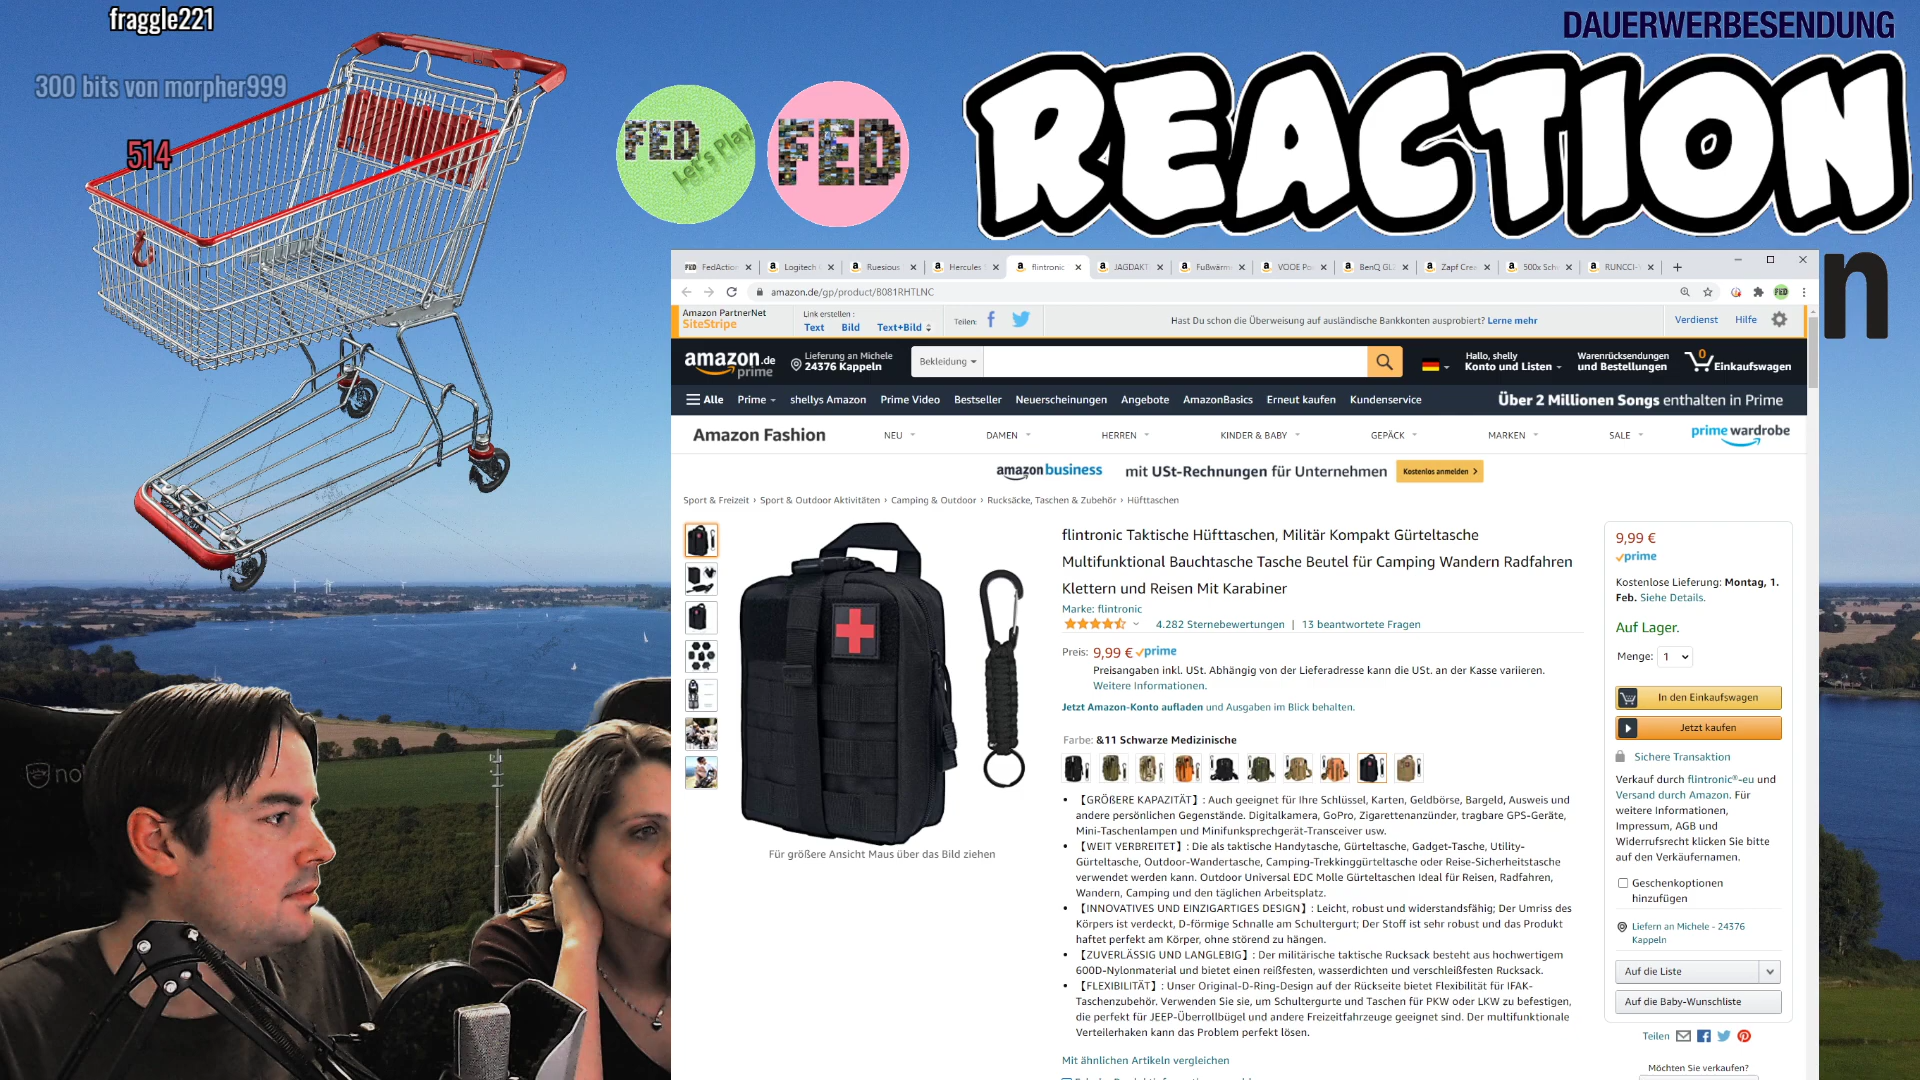 fraggle221
300 bits von morpher999
514
FED
Let's Play
FED
DAUERWERBESENDUNG
REACTION
n
FedAction
Logitech
Ruesious
Hercules
flintronic
JAGDAKT
Fußwärm
VOOE Po
BenQ GL
Zapf Crea
500x Sch
RUNCCI-
amazon.de/gp/product/B081RHTLNC
Amazon PartnerNet
SiteStripe
Link erstellen :
Text Bild Text+Bild
Teilen:
Hast Du schon die Überweisung auf ausländische Bankkonten ausprobiert? Lerne mehr
Verdienst Hilfe
amazon.de
prime
Lieferung an Michele
24376 Kappeln
Bekleidung
Hallo, shelly
Konto und Listen
Warenrücksendungen
und Bestellungen
0
Einkaufswagen
Alle Prime shellys Amazon Prime Video Bestseller Neuerscheinungen Angebote AmazonBasics Erneut kaufen Kundenservice
Über 2 Millionen Songs enthalten in Prime
Amazon Fashion
NEU DAMEN HERREN KINDER & BABY GEPÄCK MARKEN SALE
prime wardrobe
amazon business mit USt-Rechnungen für Unternehmen Kostenlos anmelden
Sport & Freizeit › Sport & Outdoor Aktivitäten › Camping & Outdoor › Rucksäcke, Taschen & Zubehör › Hüfttaschen
Für größere Ansicht Maus über das Bild ziehen
flintronic Taktische Hüfttaschen, Militär Kompakt Gürteltasche
Multifunktional Bauchtasche Tasche Beutel für Camping Wandern Radfahren
Klettern und Reisen Mit Karabiner
Marke: flintronic
4.282 Sternebewertungen | 13 beantwortete Fragen
Preis: 9,99 € prime
Preisangaben inkl. USt. Abhängig von der Lieferadresse kann die USt. an der Kasse variieren.
Weitere Informationen.
Jetzt Amazon-Konto aufladen und Ausgaben im Blick behalten.
Farbe: &11 Schwarze Medizinische
• 【GRÖßERE KAPAZITÄT】: Auch geeignet für Ihre Schlüssel, Karten, Geldbörse, Bargeld, Ausweis und
andere persönlichen Gegenstände. Digitalkamera, GoPro, Zigarettenanzünder, tragbare GPS-Geräte,
Mini-Taschenlampen und Minifunksprechgerät-Transceiver usw.
• 【WEIT VERBREITET】: Die als taktische Handytasche, Gürteltasche, Gadget-Tasche, Utility-
Gürteltasche, Outdoor-Wandertasche, Camping-Trekkinggürteltasche oder Reise-Sicherheitstasche
verwendet werden kann. Outdoor Universal EDC Molle Gürteltaschen Ideal für Reisen, Radfahren,
Wandern, Camping und den täglichen Arbeitsplatz.
• 【INNOVATIVES UND EINZIGARTIGES DESIGN】: Leicht, robust und widerstandsfähig; Der Umriss des
Körpers ist verdeckt, D-förmige Schnalle am Schultergurt; Der Stoff ist sehr robust und das Produkt
haftet perfekt am Körper, ohne störend zu hängen.
• 【ZUVERLÄSSIG UND LANGLEBIG】: Der militärische taktische Rucksack besteht aus hochwertigem
600D-Nylonmaterial und bietet einen reißfesten, wasserdichten und verschleißfesten Rucksack.
• 【FLEXIBILITÄT】: Unser Original-D-Ring-Design auf der Rückseite bietet Flexibilität für IFAK-
Taschenzubehör. Verwenden Sie sie, um Schultergurte und Taschen für PKW oder LKW zu befestigen,
die perfekt für JEEP-Überrollbügel und andere Freizeitfahrzeuge geeignet sind. Der multifunktionale
Verteilerhaken kann das Problem perfekt lösen.
Mit ähnlichen Artikeln vergleichen
9,99 €
prime
Kostenlose Lieferung: Montag, 1.
Feb. Siehe Details.
Auf Lager.
Menge: 1
In den Einkaufswagen
Jetzt kaufen
Sichere Transaktion
Verkauf durch flintronic®-eu und
Versand durch Amazon. Für
weitere Informationen,
Impressum, AGB und
Widerrufsrecht klicken Sie bitte
auf den Verkäufernamen.
Geschenkoptionen
hinzufügen
Liefern an Michele - 24376
Kappeln
Auf die Liste
Auf die Baby-Wunschliste
Teilen
Möchten Sie verkaufen?